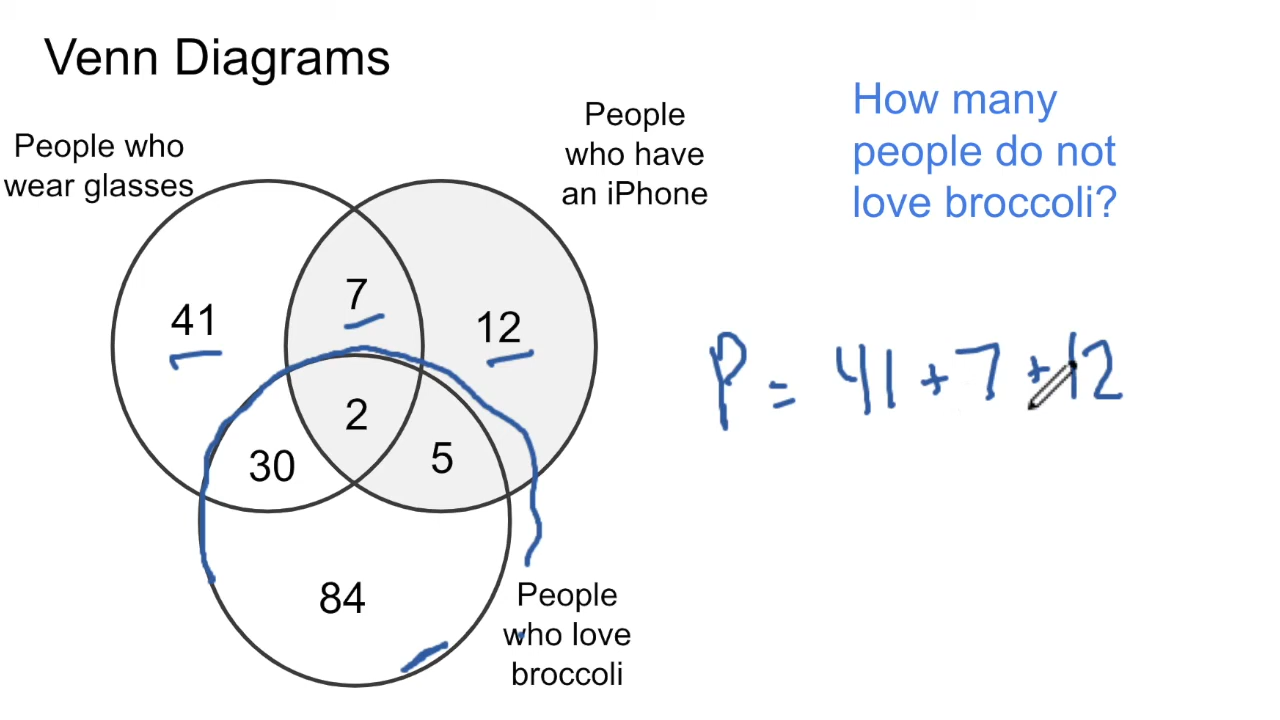 Venn Diagrams
People who
wear glasses
People
who have
an iPhone
How many
people do not
love broccoli?
41
7
12
2
30
5
84
People
who love
broccoli
P = 41 + 7 + 12